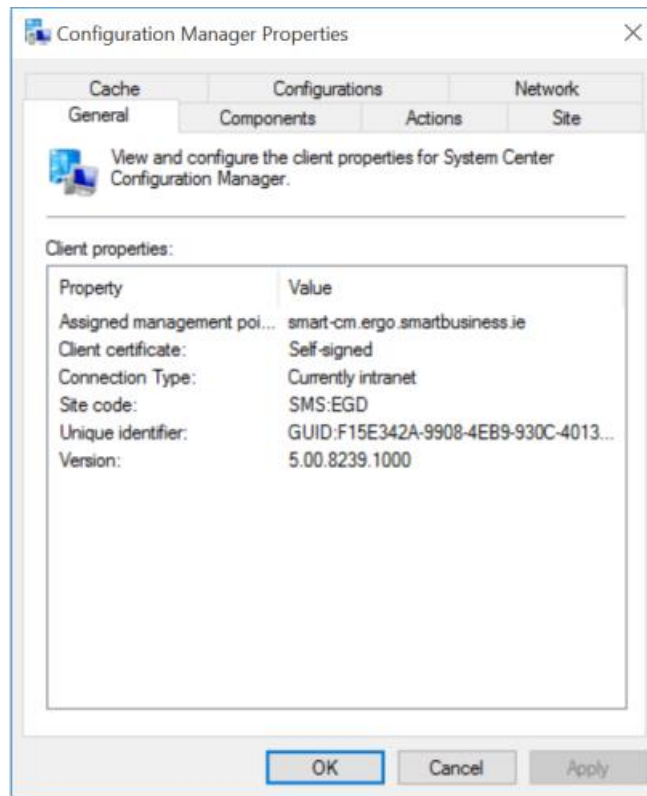 Configuration Manager Properties
Cache Configurations Network
General Components Actions Site
View and configure the client properties for System Center
Configuration Manager.
Client properties:
Property Value
Assigned management poi... smart-cm.ergo.smartbusiness.ie
Client certificate: Self-signed
Connection Type: Currently intranet
Site code: SMS:EGD
Unique identifier: GUID:F15E342A-9908-4EB9-930C-4013...
Version: 5.00.8239.1000
OK Cancel Apply